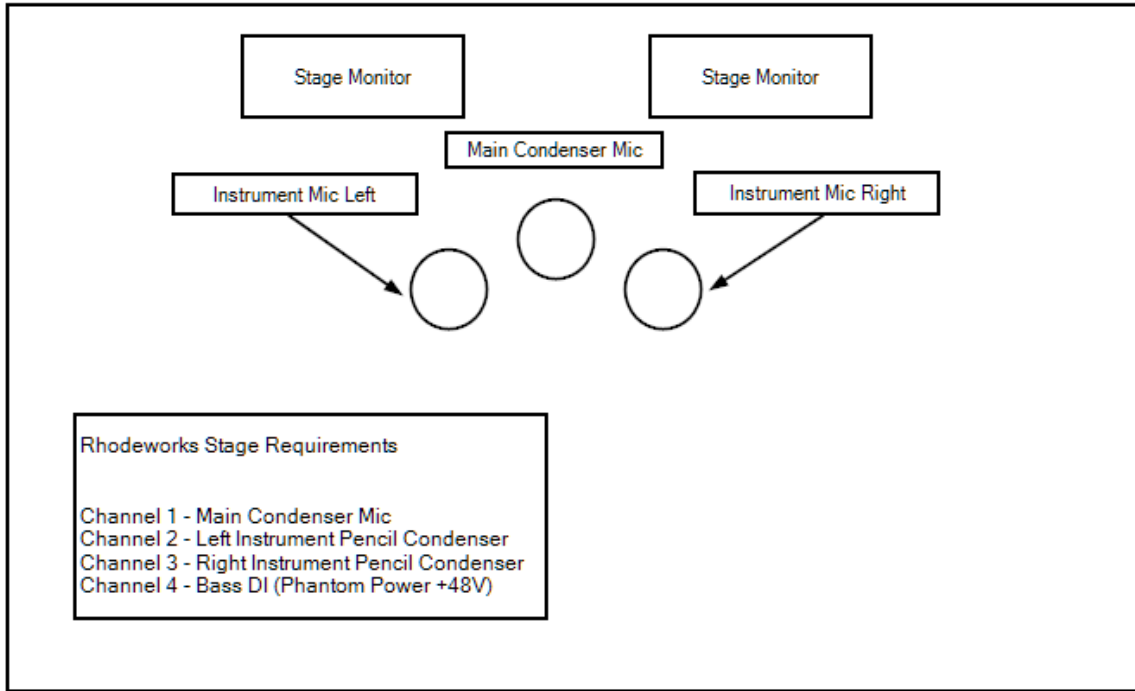 Stage Monitor
Stage Monitor
Main Condenser Mic
Instrument Mic Left
Instrument Mic Right
Rhodeworks Stage Requirements
Channel 1 - Main Condenser Mic
Channel 2 - Left Instrument Pencil Condenser
Channel 3 - Right Instrument Pencil Condenser
Channel 4 - Bass DI (Phantom Power +48V)